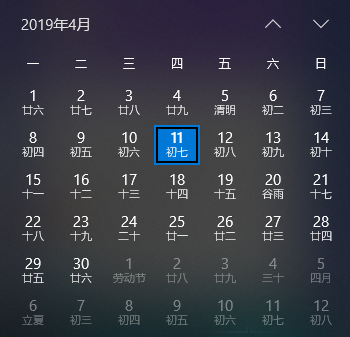 2019年4月
一 二 三 四 五 六 日
1 2 3 4 5 6 7
廿六 廿七 廿八 廿九 清明 初二 初三
8 9 10 11 12 13 14
初四 初五 初六 初七 初八 初九 初十
15 16 17 18 19 20 21
十一 十二 十三 十四 十五 谷雨 十七
22 23 24 25 26 27 28
十八 十九 二十 廿一 廿二 廿三 廿四
29 30 1 2 3 4 5
廿五 廿六 劳动节 廿八 廿九 三十 四月
6 7 8 9 10 11 12
立夏 初三 初四 初五 初六 初七 初八